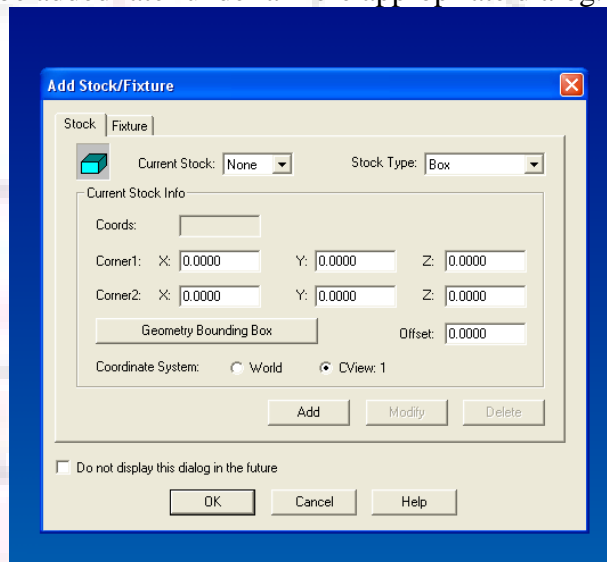 Add Stock/Fixture
Stock Fixture
Current Stock: None Stock Type: Box
Current Stock Info
Coords:
Corner1: X: 0.0000 Y: 0.0000 Z: 0.0000
Corner2: X: 0.0000 Y: 0.0000 Z: 0.0000
Geometry Bounding Box Offset: 0.0000
Coordinate System: World CView: 1
Add Modify Delete
Do not display this dialog in the future
OK Cancel Help